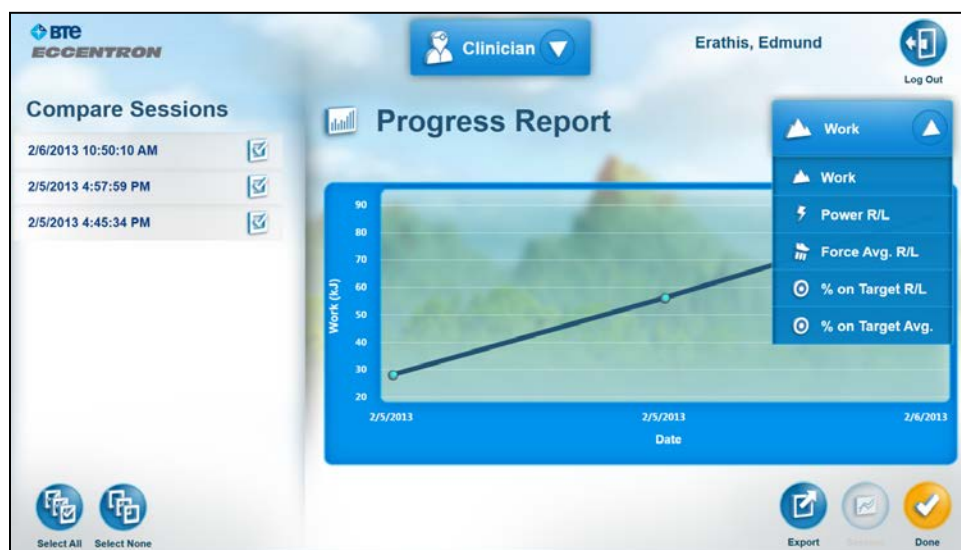 BTE
ECCENTRON
Clinician
Erathis, Edmund
Log Out
Compare Sessions
2/6/2013 10:50:10 AM
2/5/2013 4:57:59 PM
2/5/2013 4:45:34 PM
Progress Report
Work
Work
Power R/L
Force Avg. R/L
% on Target R/L
% on Target Avg.
90
80
70
60
50
40
30
20
Work (kJ)
2/5/2013
2/5/2013
2/6/2013
Date
Select All
Select None
Export
Done